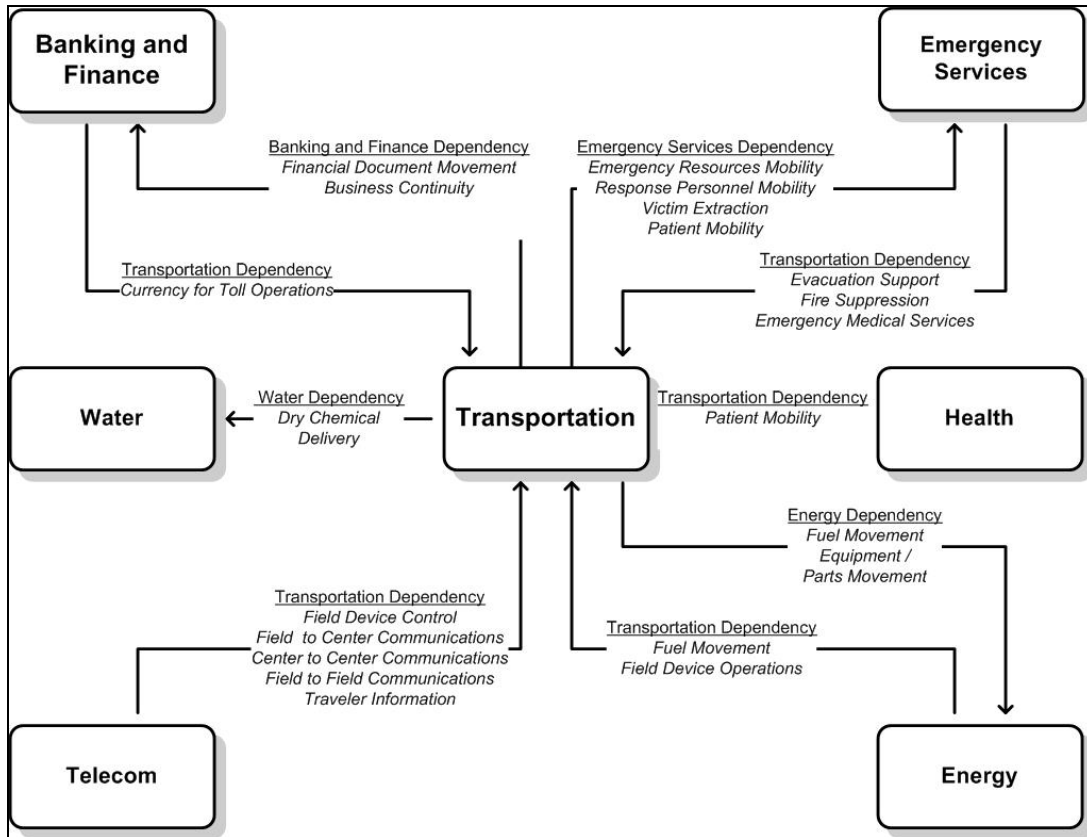 Banking and
Finance
Emergency
Services
Banking and Finance Dependency
Financial Document Movement
Business Continuity
Emergency Services Dependency
Emergency Resources Mobility
Response Personnel Mobility
Victim Extraction
Patient Mobility
Transportation Dependency
Currency for Toll Operations
Transportation Dependency
Evacuation Support
Fire Suppression
Emergency Medical Services
Water
Water Dependency
Dry Chemical
Delivery
Transportation
Transportation Dependency
Patient Mobility
Health
Energy Dependency
Fuel Movement
Equipment /
Parts Movement
Transportation Dependency
Field Device Control
Field to Center Communications
Center to Center Communications
Field to Field Communications
Traveler Information
Transportation Dependency
Fuel Movement
Field Device Operations
Telecom
Energy